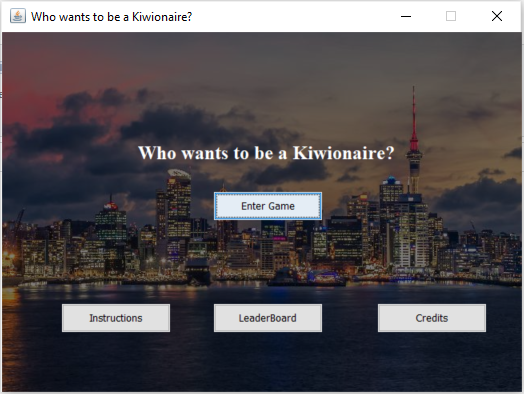 Who wants to be a Kiwionaire?
Who wants to be a Kiwionaire?
Enter Game
Instructions
LeaderBoard
Credits